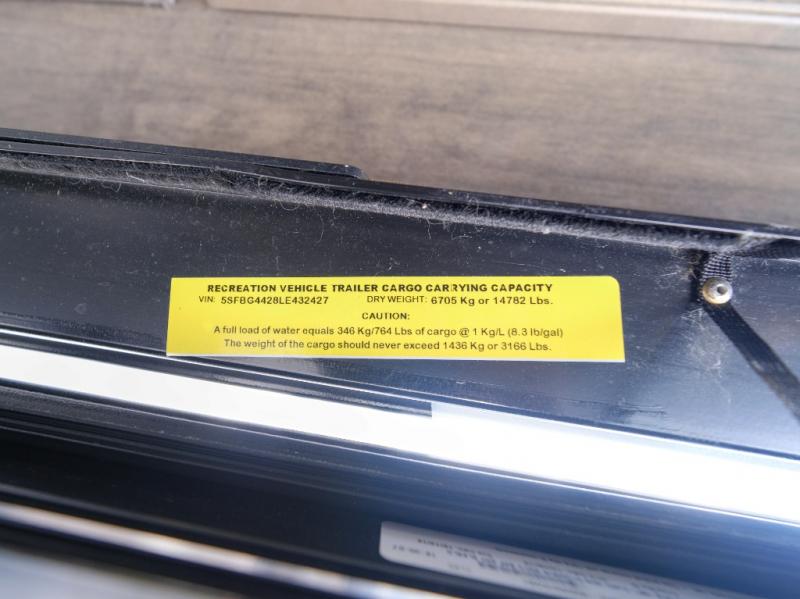 RECREATION VEHICLE TRAILER CARGO CARRYING CAPACITY
VIN: 5SFBG4428LE432427 DRY WEIGHT: 6705 Kg or 14782 Lbs.
CAUTION:
A full load of water equals 346 Kg/764 Lbs of cargo @ 1 Kg/L (8.3 lb/gal)
The weight of the cargo should never exceed 1436 Kg or 3166 Lbs.